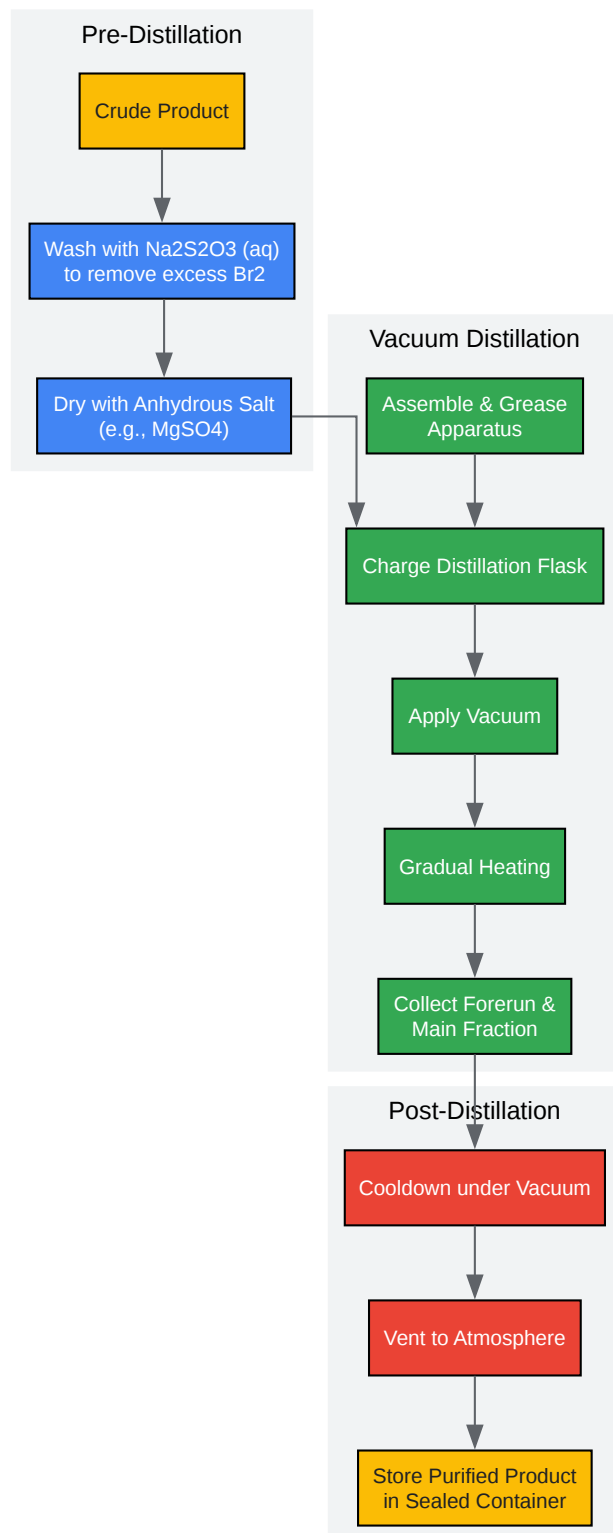 Pre-Distillation
Crude Product
Wash with Na2S2O3 (aq)
to remove excess Br2
Dry with Anhydrous Salt
(e.g., MgSO4)
Vacuum Distillation
Assemble & Grease
Apparatus
Charge Distillation Flask
Apply Vacuum
Gradual Heating
Collect Forerun &
Main Fraction
Post-Distillation
Cooldown under Vacuum
Vent to Atmosphere
Store Purified Product
in Sealed Container